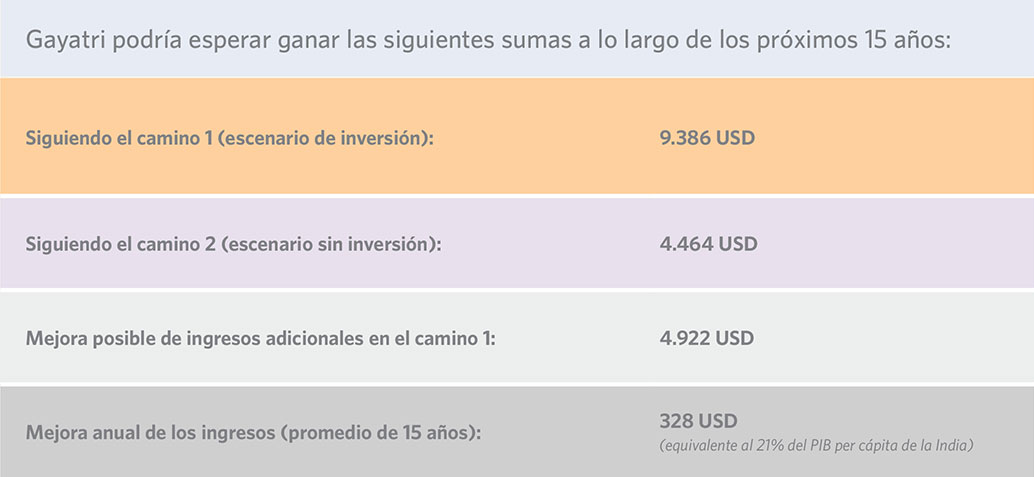 Gayatri podría esperar ganar las siguientes sumas a lo largo de los próximos 15 años:
Siguiendo el camino 1 (escenario de inversión): 9.386 USD
Siguiendo el camino 2 (escenario sin inversión): 4.464 USD
Mejora posible de ingresos adicionales en el camino 1: 4.922 USD
Mejora anual de los ingresos (promedio de 15 años): 328 USD
(equivalente al 21% del PIB per cápita de la India)